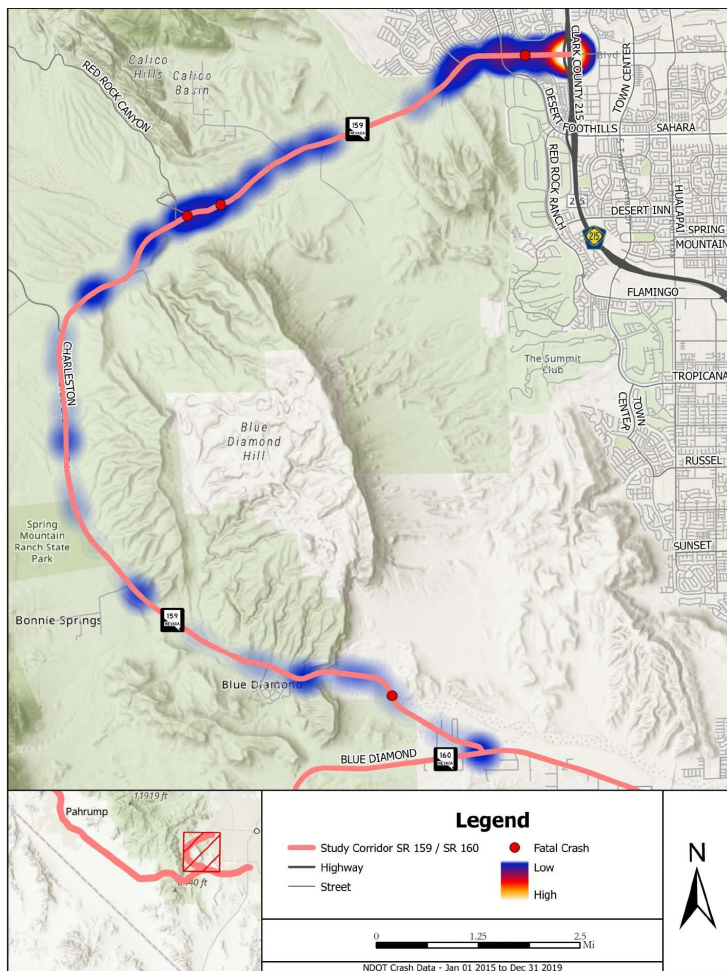 Calico
Hills
Calico
Basin
RED ROCK CANYON
159
NEVADA
CLARK COUNTY 215
Blvd
TOWN CENTER
DESERT
FOOTHILLS
SAHARA
RED ROCK RANCH
215
DESERT INN
HUALAPAI
SPRING
MOUNTAIN
215
FLAMINGO
The Summit
Club
TROPICANA
TOWN
CENTER
RUSSEL
SUNSET
CHARLESTON
Blue
Diamond
Hill
Spring
Mountain
Ranch State
Park
Bonnie Springs
159
NEVADA
Blue Diamond
BLUE DIAMOND
160
NEVADA
11919 ft
Pahrump
Legend
Study Corridor SR 159 / SR 160
Highway
Street
Fatal Crash
Low
High
N
0 1.25 2.5
Mi
NDOT Crash Data - Jan 01 2015 to Dec 31 2019